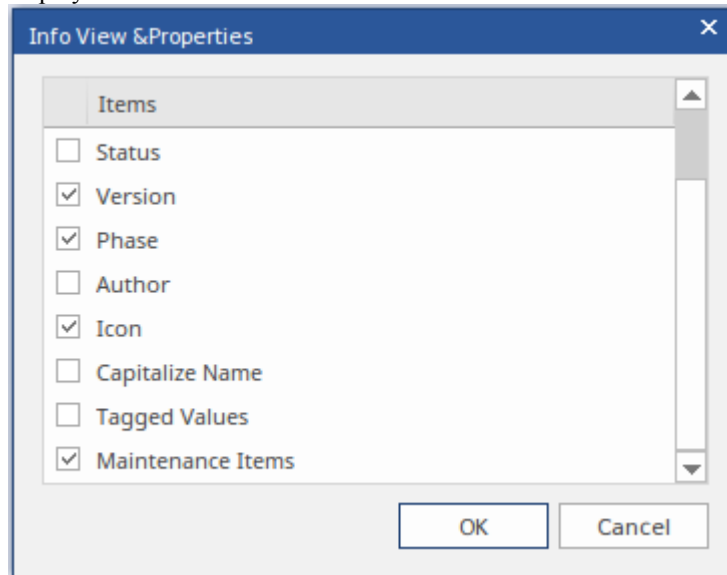 Info View &Properties
Items
Status
Version
Phase
Author
Icon
Capitalize Name
Tagged Values
Maintenance Items
OK Cancel